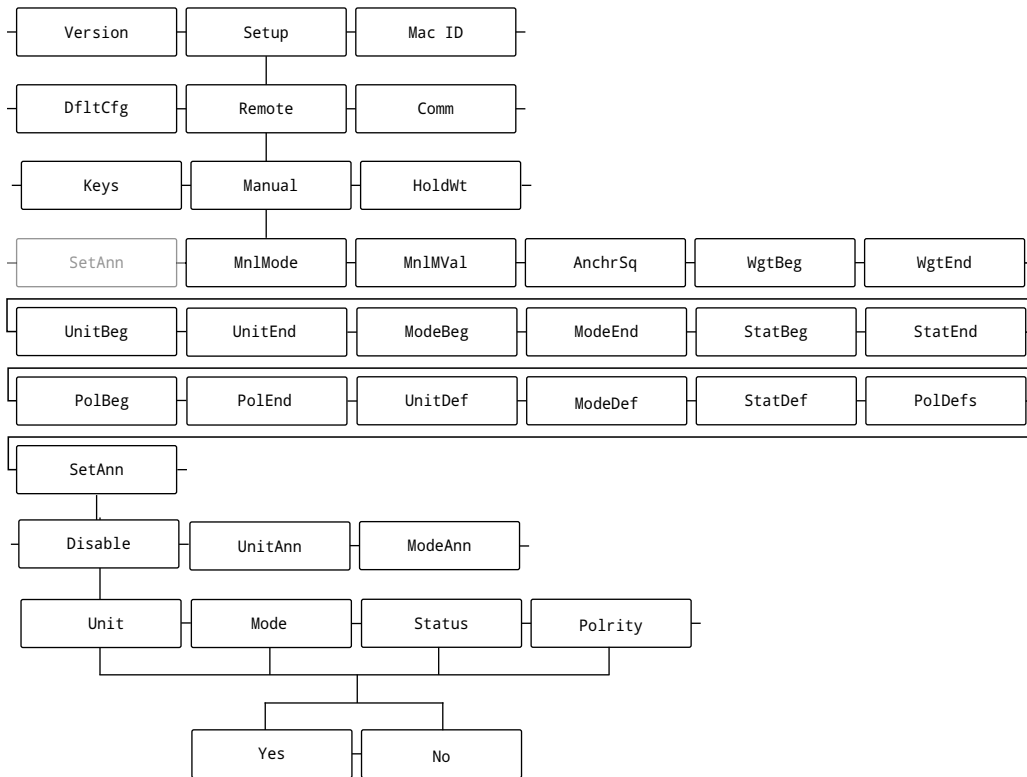 Version Setup Mac ID
DfltCfg Remote Comm
Keys Manual HoldWt
SetAnn MnlMode MnlMVal AnchrSq WgtBeg WgtEnd
UnitBeg UnitEnd ModeBeg ModeEnd StatBeg StatEnd
PolBeg PolEnd UnitDef ModeDef StatDef PolDefs
SetAnn
Disable UnitAnn ModeAnn
Unit Mode Status Polrity
Yes No